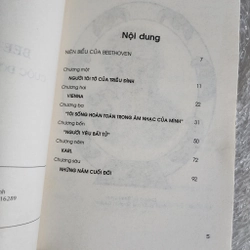 Nội dung
NIÊN BIỂU CỦA BEETHOVEN 7
Chương một
NGƯỜI TÔI TỚ CỦA TRIỀU ĐÌNH 11
Chương hai
VIENNA 22
Chương ba
"TÔI SỐNG HOÀN TOÀN TRONG ÂM NHẠC CỦA MÌNH" 31
Chương bốn
"NGƯỜI YÊU BẤT TỬ" 50
Chương năm
KARL 72
Chương sáu
NHỮNG NĂM CUỐI ĐỜI 92
5